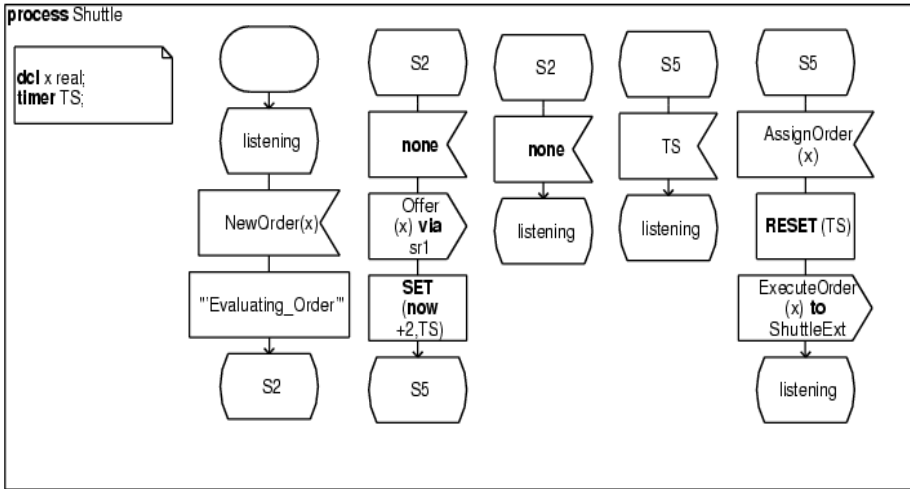 process Shuttle
dcl x real;
timer TS;
listening
NewOrder(x)
"'Evaluating_Order'"
S2
S2
none
Offer
(x) via
sr1
SET
(now
+2,TS)
S5
S2
none
listening
S5
TS
listening
S5
AssignOrder
(x)
RESET (TS)
ExecuteOrder
(x) to
ShuttleExt
listening